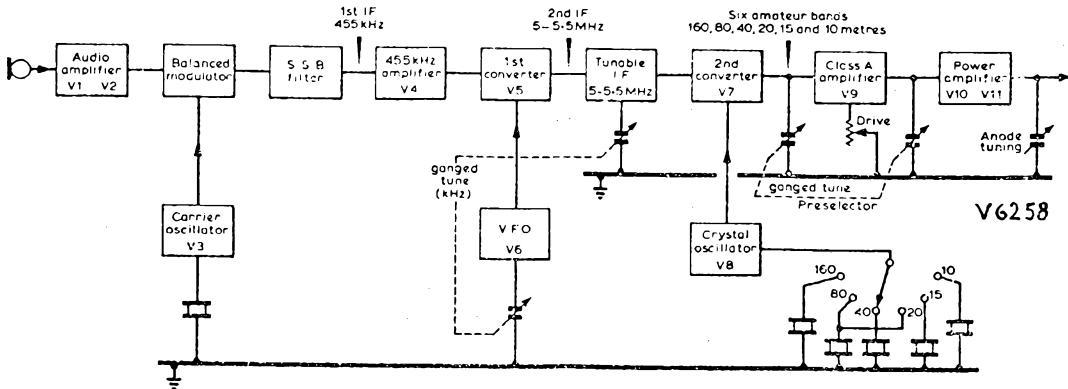 1st IF
455 kHz
2nd IF
5-5·5MHz
Six amateur bands
160, 80, 40, 20, 15 and 10 metres
Audio
amplifier
V1 V2
Balanced
modulator
S S B
filter
455kHz
amplifier
V4
1st
converter
V5
Tunable
I F
5-5·5MHz
2nd
converter
V7
Class A
amplifier
V9
Power
amplifier
V10 V11
Drive
Anode
tuning
ganged
tune
(kHz)
ganged tune
Preselector
V6258
Carrier
oscillator
V3
V F O
V6
Crystal
oscillator
V8
160
80
40
20
15
10